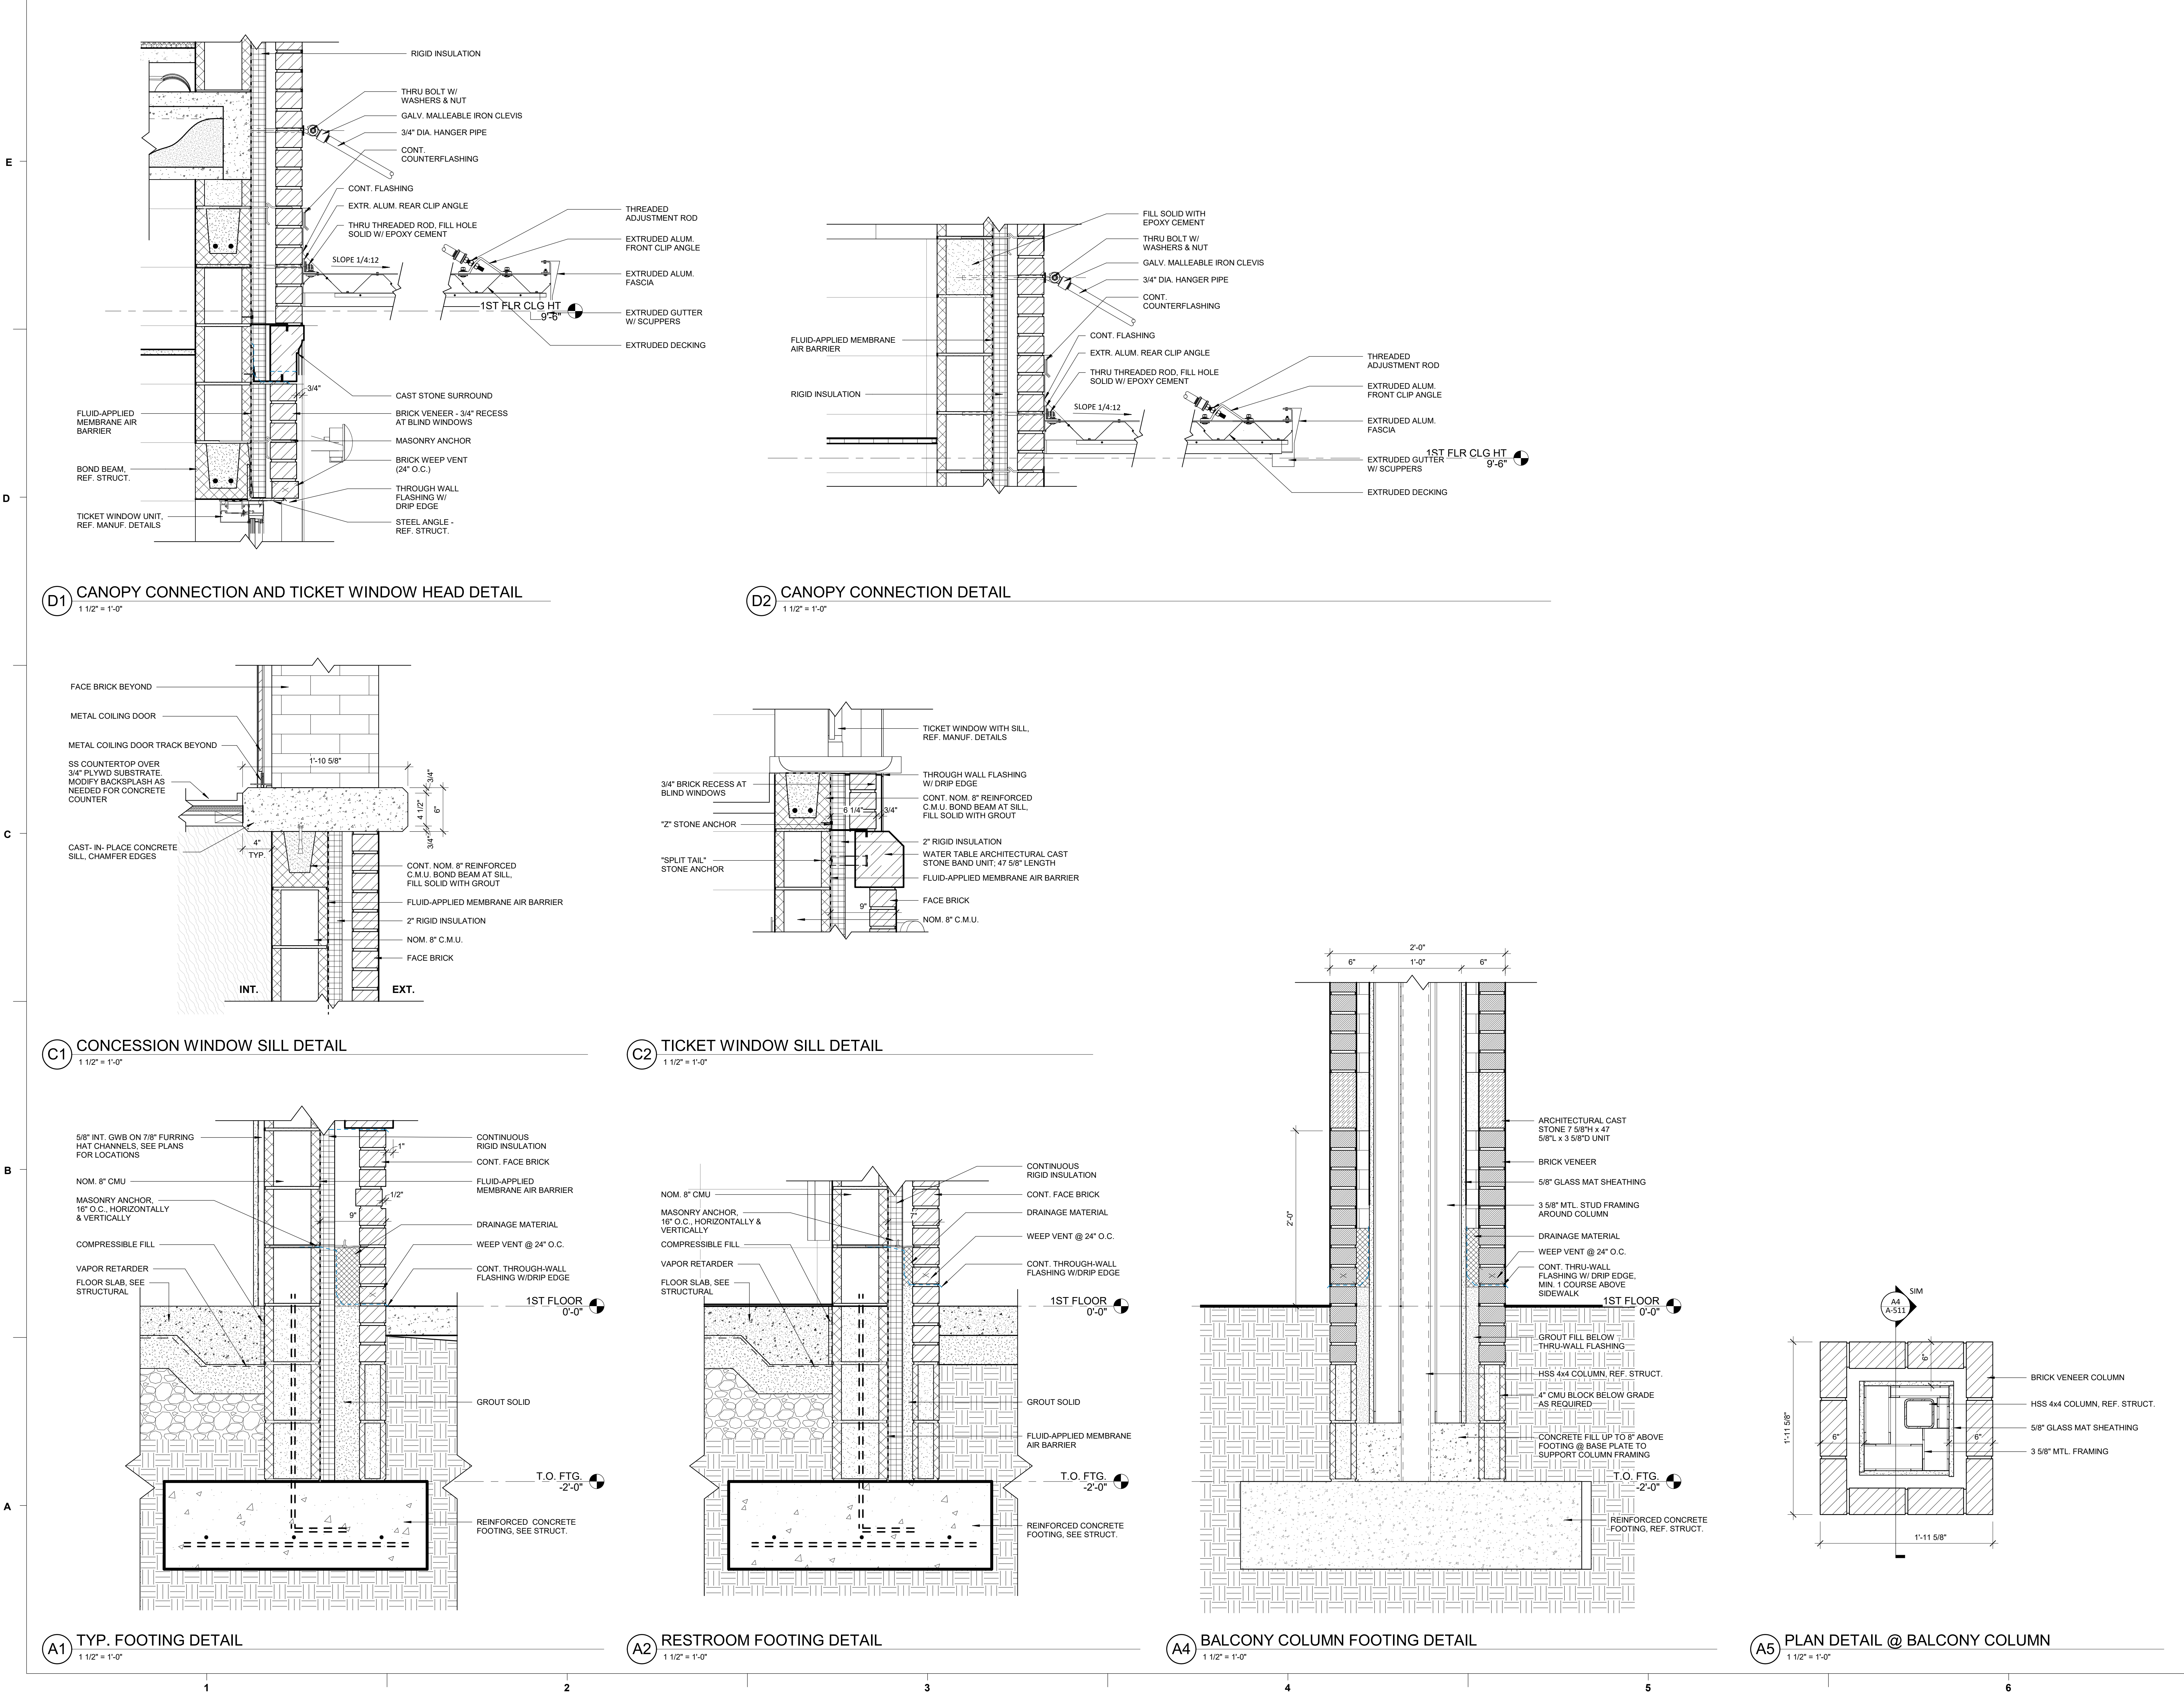 E
D
C
B
A
RIGID INSULATION
THRU BOLT W/
WASHERS & NUT
GALV. MALLEABLE IRON CLEVIS
3/4" DIA. HANGER PIPE
CONT.
COUNTERFLASHING
CONT. FLASHING
EXTR. ALUM. REAR CLIP ANGLE
THRU THREADED ROD, FILL HOLE
SOLID W/ EPOXY CEMENT
SLOPE 1/4:12
THREADED
ADJUSTMENT ROD
EXTRUDED ALUM.
FRONT CLIP ANGLE
EXTRUDED ALUM.
FASCIA
1ST FLR CLG HT
9'-6"
EXTRUDED GUTTER
W/ SCUPPERS
EXTRUDED DECKING
3/4"
CAST STONE SURROUND
BRICK VENEER - 3/4" RECESS
AT BLIND WINDOWS
MASONRY ANCHOR
BRICK WEEP VENT
(24" O.C.)
THROUGH WALL
FLASHING W/
DRIP EDGE
STEEL ANGLE -
REF. STRUCT.
FLUID-APPLIED
MEMBRANE AIR
BARRIER
BOND BEAM,
REF. STRUCT.
TICKET WINDOW UNIT,
REF. MANUF. DETAILS
D1
CANOPY CONNECTION AND TICKET WINDOW HEAD DETAIL
1 1/2" = 1'-0"
FILL SOLID WITH
EPOXY CEMENT
THRU BOLT W/
WASHERS & NUT
GALV. MALLEABLE IRON CLEVIS
3/4" DIA. HANGER PIPE
CONT.
COUNTERFLASHING
CONT. FLASHING
EXTR. ALUM. REAR CLIP ANGLE
THRU THREADED ROD, FILL HOLE
SOLID W/ EPOXY CEMENT
FLUID-APPLIED MEMBRANE
AIR BARRIER
RIGID INSULATION
SLOPE 1/4:12
THREADED
ADJUSTMENT ROD
EXTRUDED ALUM.
FRONT CLIP ANGLE
EXTRUDED ALUM.
FASCIA
1ST FLR CLG HT
9'-6"
EXTRUDED GUTTER
W/ SCUPPERS
EXTRUDED DECKING
D2
CANOPY CONNECTION DETAIL
1 1/2" = 1'-0"
FACE BRICK BEYOND
METAL COILING DOOR
METAL COILING DOOR TRACK BEYOND
SS COUNTERTOP OVER
3/4" PLYWD SUBSTRATE.
MODIFY BACKSPLASH AS
NEEDED FOR CONCRETE
COUNTER
CAST- IN- PLACE CONCRETE
SILL, CHAMFER EDGES
1'-10 5/8"
3/4"
4 1/2"
6"
3/4"
4"
TYP.
CONT. NOM. 8" REINFORCED
C.M.U. BOND BEAM AT SILL,
FILL SOLID WITH GROUT
FLUID-APPLIED MEMBRANE AIR BARRIER
2" RIGID INSULATION
NOM. 8" C.M.U.
FACE BRICK
INT.
EXT.
C1
CONCESSION WINDOW SILL DETAIL
1 1/2" = 1'-0"
TICKET WINDOW WITH SILL,
REF. MANUF. DETAILS
3/4" BRICK RECESS AT
BLIND WINDOWS
"Z" STONE ANCHOR
"SPLIT TAIL"
STONE ANCHOR
THROUGH WALL FLASHING
W/ DRIP EDGE
CONT. NOM. 8" REINFORCED
C.M.U. BOND BEAM AT SILL,
FILL SOLID WITH GROUT
6 1/4"
3/4"
2" RIGID INSULATION
WATER TABLE ARCHITECTURAL CAST
STONE BAND UNIT; 47 5/8" LENGTH
FLUID-APPLIED MEMBRANE AIR BARRIER
9"
FACE BRICK
NOM. 8" C.M.U.
C2
TICKET WINDOW SILL DETAIL
1 1/2" = 1'-0"
5/8" INT. GWB ON 7/8" FURRING
HAT CHANNELS, SEE PLANS
FOR LOCATIONS
NOM. 8" CMU
MASONRY ANCHOR,
16" O.C., HORIZONTALLY
& VERTICALLY
COMPRESSIBLE FILL
VAPOR RETARDER
FLOOR SLAB, SEE
STRUCTURAL
CONTINUOUS
RIGID INSULATION
1"
CONT. FACE BRICK
FLUID-APPLIED
MEMBRANE AIR BARRIER
1/2"
9"
DRAINAGE MATERIAL
WEEP VENT @ 24" O.C.
CONT. THROUGH-WALL
FLASHING W/DRIP EDGE
1ST FLOOR
0'-0"
GROUT SOLID
T.O. FTG.
-2'-0"
REINFORCED CONCRETE
FOOTING, SEE STRUCT.
A1
TYP. FOOTING DETAIL
1 1/2" = 1'-0"
NOM. 8" CMU
MASONRY ANCHOR,
16" O.C., HORIZONTALLY &
VERTICALLY
COMPRESSIBLE FILL
VAPOR RETARDER
FLOOR SLAB, SEE
STRUCTURAL
CONTINUOUS
RIGID INSULATION
CONT. FACE BRICK
DRAINAGE MATERIAL
7"
WEEP VENT @ 24" O.C.
CONT. THROUGH-WALL
FLASHING W/DRIP EDGE
1ST FLOOR
0'-0"
GROUT SOLID
FLUID-APPLIED MEMBRANE
AIR BARRIER
T.O. FTG.
-2'-0"
REINFORCED CONCRETE
FOOTING, SEE STRUCT.
A2
RESTROOM FOOTING DETAIL
1 1/2" = 1'-0"
2'-0"
6"
1'-0"
6"
2'-0"
ARCHITECTURAL CAST
STONE 7 5/8"H x 47
5/8"L x 3 5/8"D UNIT
BRICK VENEER
5/8" GLASS MAT SHEATHING
3 5/8" MTL. STUD FRAMING
AROUND COLUMN
DRAINAGE MATERIAL
WEEP VENT @ 24" O.C.
CONT. THRU-WALL
FLASHING W/ DRIP EDGE,
MIN. 1 COURSE ABOVE
SIDEWALK
1ST FLOOR
0'-0"
GROUT FILL BELOW
THRU-WALL FLASHING
HSS 4x4 COLUMN, REF. STRUCT.
4" CMU BLOCK BELOW GRADE
AS REQUIRED
CONCRETE FILL UP TO 8" ABOVE
FOOTING @ BASE PLATE TO
SUPPORT COLUMN FRAMING
T.O. FTG.
-2'-0"
REINFORCED CONCRETE
FOOTING, REF. STRUCT.
A4
BALCONY COLUMN FOOTING DETAIL
1 1/2" = 1'-0"
SIM
A4
A-511
6"
BRICK VENEER COLUMN
HSS 4x4 COLUMN, REF. STRUCT.
5/8" GLASS MAT SHEATHING
3 5/8" MTL. FRAMING
1'-11 5/8"
6"
6"
1'-11 5/8"
A5
PLAN DETAIL @ BALCONY COLUMN
1 1/2" = 1'-0"
1
2
3
4
5
6